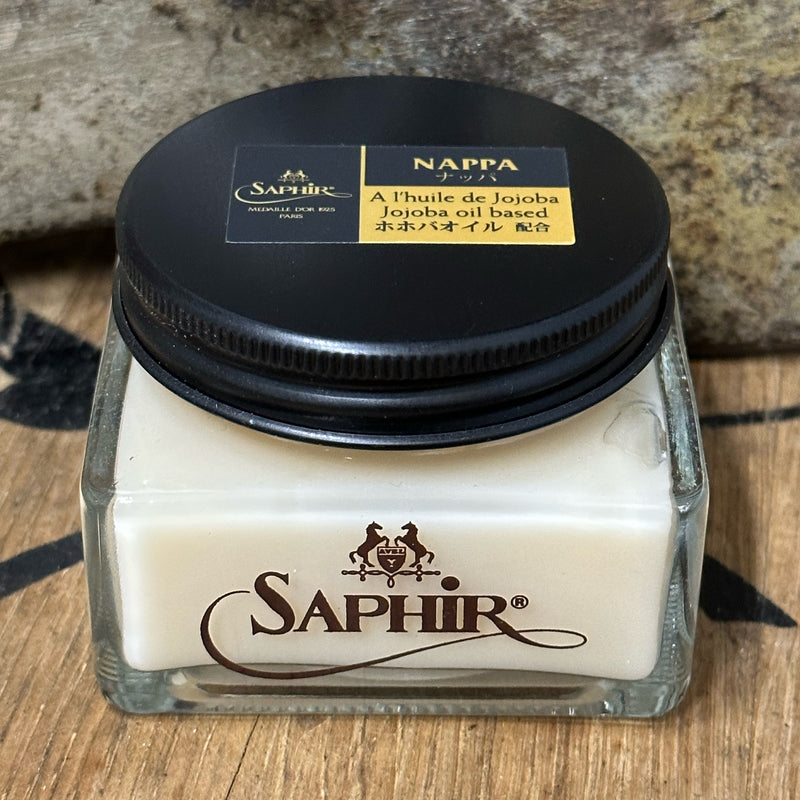 SAPHIR®
MEDAILLE D'OR 1925
PARIS
NAPPA
ナッパ
A l'huile de Jojoba
Jojoba oil based
ホホバオイル 配合
AVEL
SAPHIR®